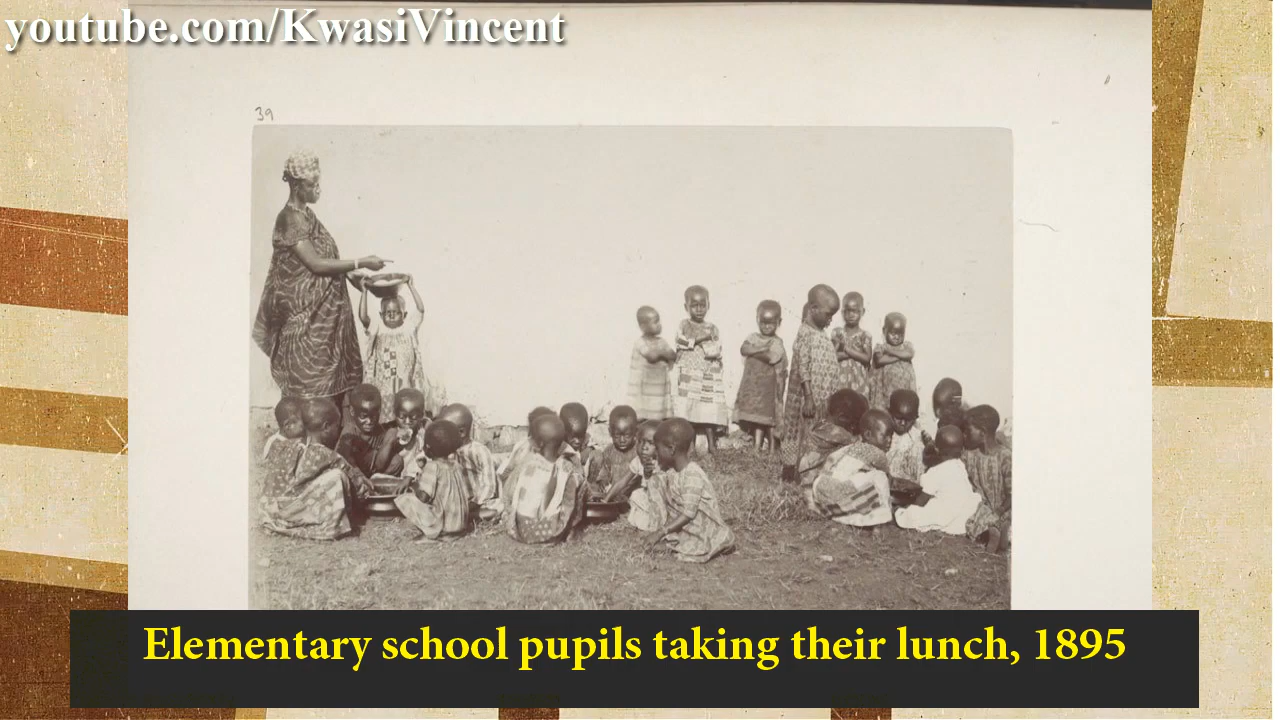 youtube.com/KwasiVincent
39
Elementary school pupils taking their lunch, 1895